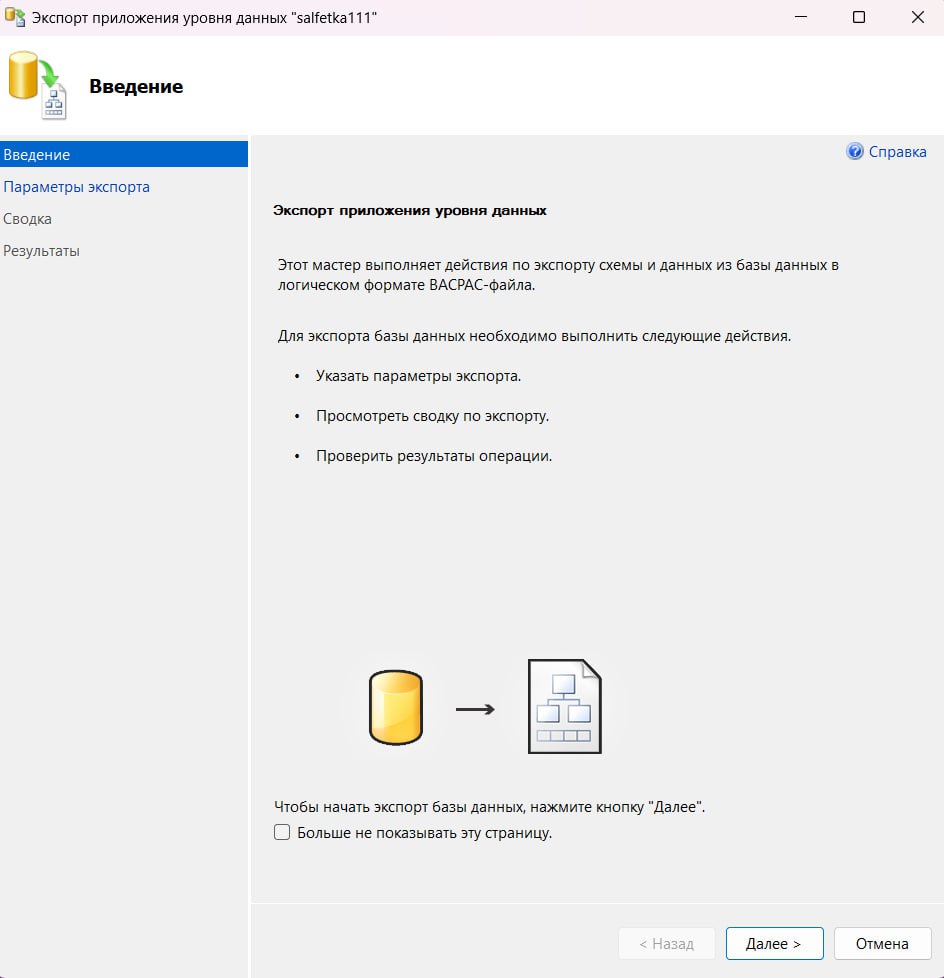 Экспорт приложения уровня данных "salfetka111"
Введение
Введение
Параметры экспорта
Сводка
Результаты
Справка
Экспорт приложения уровня данных
Этот мастер выполняет действия по экспорту схемы и данных из базы данных в
логическом формате BACPAC-файла.
Для экспорта базы данных необходимо выполнить следующие действия.
• Указать параметры экспорта.
• Просмотреть сводку по экспорту.
• Проверить результаты операции.
Чтобы начать экспорт базы данных, нажмите кнопку "Далее".
Больше не показывать эту страницу.
< Назад Далее > Отмена